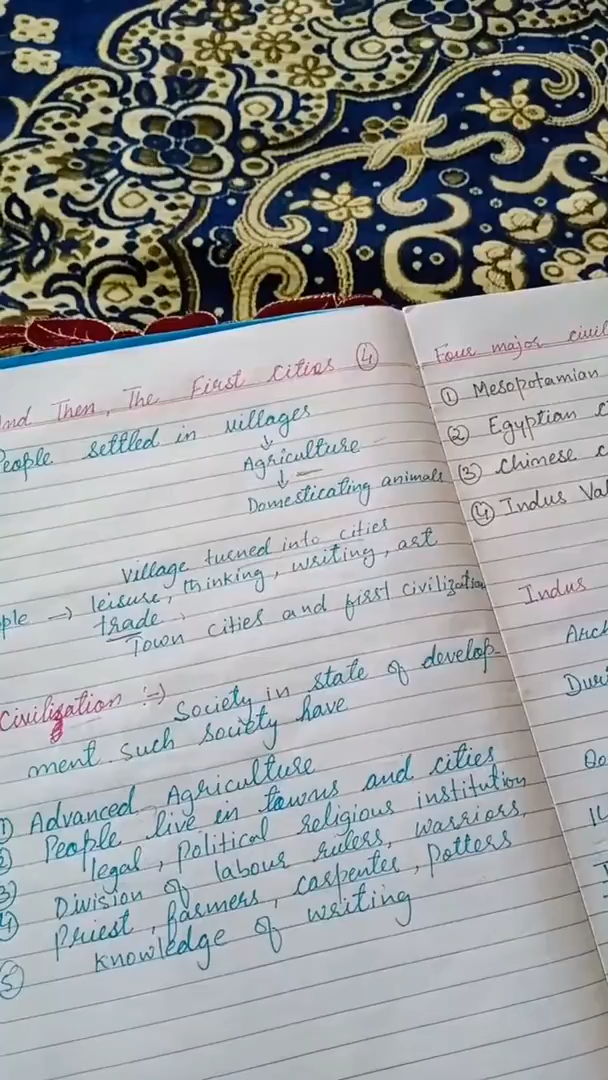 And Then, The First Cities ④
People settled in villages
↓
Agriculture
↓
Domesticating animals
Village turned into cities
→ leisure, thinking, writing, art
trade,
Town cities and first civilization
Civilization :→
Society in state of develop-
ment. such society have
① Advanced Agriculture
② People live in towns and cities
③ legal, political religious institution
④ Division of labour rulers, warriors,
Priest, farmers, carpenter, potters
⑤ knowledge of writing
Four major
① Mesopotamian
② Egyptian
③ Chinese
④ Indus
Indus